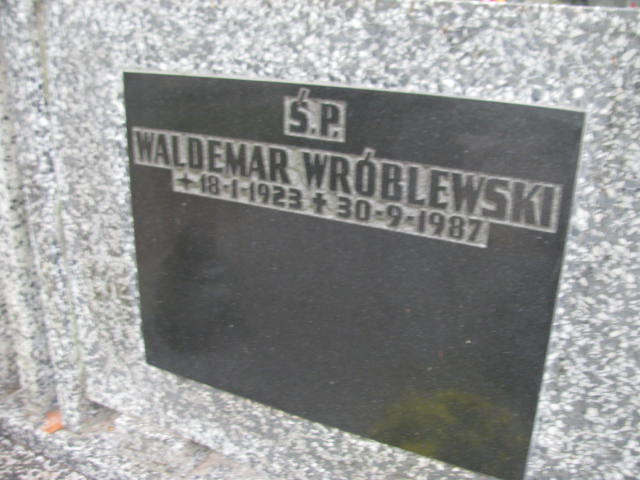 Ś.P.
WALDEMAR WRÓBLEWSKI
+18-1-1923 ✝ 30-9-1987